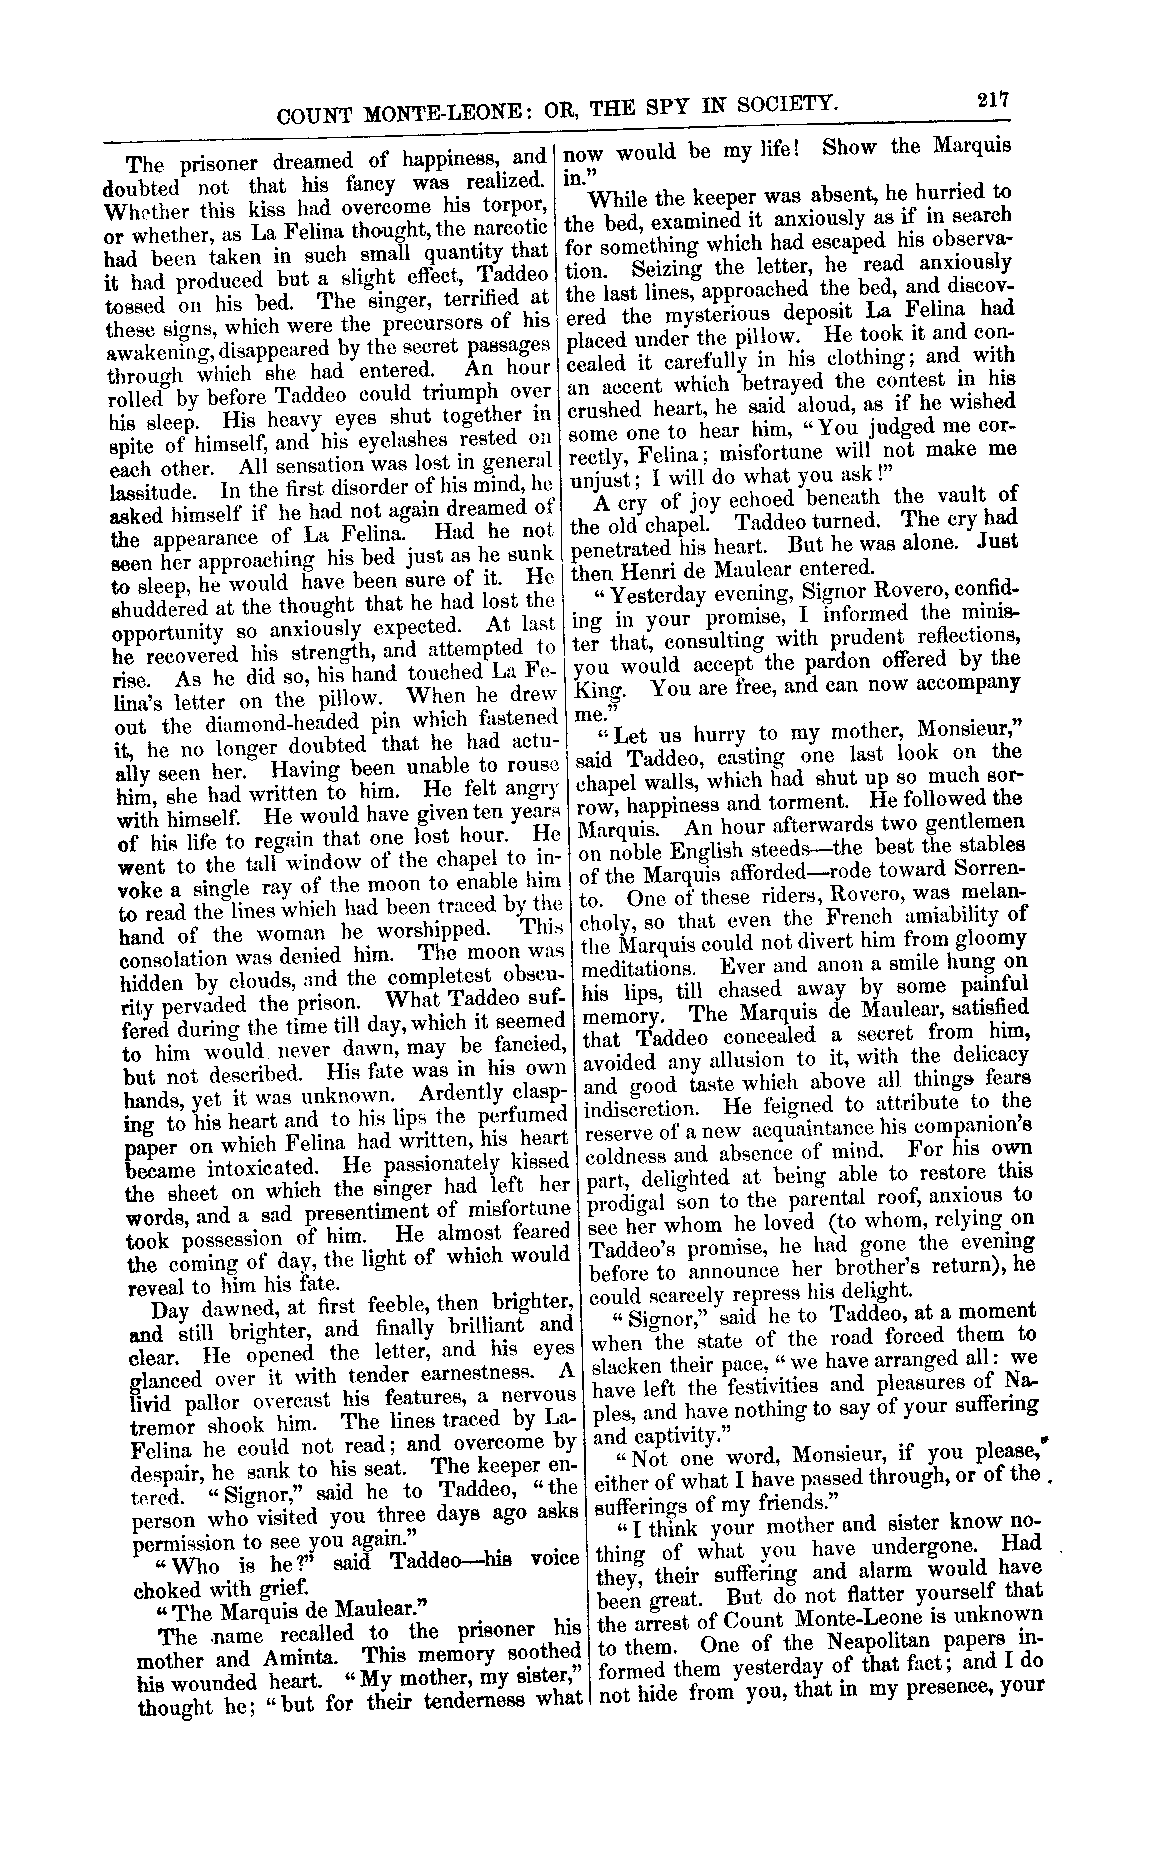 COUNT MONTE-LEONE: OR, THE SPY IN SOCIETY. 217
The prisoner dreamed of happiness, and
doubted not that his fancy was realized.
Whether this kiss had overcome his torpor,
or whether, as La Felina thought, the narcotic
had been taken in such small quantity that
it had produced but a slight effect, Taddeo
tossed on his bed. The singer, terrified at
these signs, which were the precursors of his
awakening, disappeared by the secret passages
through which she had entered. An hour
rolled by before Taddeo could triumph over
his sleep. His heavy eyes shut together in
spite of himself, and his eyelashes rested on
each other. All sensation was lost in general
lassitude. In the first disorder of his mind, he
asked himself if he had not again dreamed of
the appearance of La Felina. Had he not
seen her approaching his bed just as he sunk
to sleep, he would have been sure of it. He
shuddered at the thought that he had lost the
opportunity so anxiously expected. At last
he recovered his strength, and attempted to
rise. As he did so, his hand touched La Fe-
lina's letter on the pillow. When he drew
out the diamond-headed pin which fastened
it, he no longer doubted that he had actu-
ally seen her. Having been unable to rouse
him, she had written to him. He felt angry
with himself. He would have given ten years
of his life to regain that one lost hour. He
went to the tall window of the chapel to in-
voke a single ray of the moon to enable him
to read the lines which had been traced by the
hand of the woman he worshipped. This
consolation was denied him. The moon was
hidden by clouds, and the completest obscu-
rity pervaded the prison. What Taddeo suf-
fered during the time till day, which it seemed
to him would never dawn, may be fancied,
but not described. His fate was in his own
hands, yet it was unknown. Ardently clasp-
ing to his heart and to his lips the perfumed
paper on which Felina had written, his heart
became intoxicated. He passionately kissed
the sheet on which the singer had left her
words, and a sad presentiment of misfortune
took possession of him. He almost feared
the coming of day, the light of which would
reveal to him his fate.
Day dawned, at first feeble, then brighter,
and still brighter, and finally brilliant and
clear. He opened the letter, and his eyes
glanced over it with tender earnestness. A
livid pallor overcast his features, a nervous
tremor shook him. The lines traced by La-
Felina he could not read; and overcome by
despair, he sank to his seat. The keeper en-
tered. "Signor," said he to Taddeo, "the
person who visited you three days ago asks
permission to see you again."
"Who is he?" said Taddeo—his voice
choked with grief.
"The Marquis de Maulear."
The name recalled to the prisoner his
mother and Aminta. This memory soothed
his wounded heart. "My mother, my sister,"
thought he; "but for their tenderness what
now would be my life! Show the Marquis
in."
While the keeper was absent, he hurried to
the bed, examined it anxiously as if in search
for something which had escaped his observa-
tion. Seizing the letter, he read anxiously
the last lines, approached the bed, and discov-
ered the mysterious deposit La Felina had
placed under the pillow. He took it and con-
cealed it carefully in his clothing; and with
an accent which betrayed the contest in his
crushed heart, he said aloud, as if he wished
some one to hear him, "You judged me cor-
rectly, Felina; misfortune will not make me
unjust; I will do what you ask!"
A cry of joy echoed beneath the vault of
the old chapel. Taddeo turned. The cry had
penetrated his heart. But he was alone. Just
then Henri de Maulear entered.
"Yesterday evening, Signor Rovero, confid-
ing in your promise, I informed the minis-
ter that, consulting with prudent reflections,
you would accept the pardon offered by the
King. You are free, and can now accompany
me."
"Let us hurry to my mother, Monsieur,"
said Taddeo, casting one last look on the
chapel walls, which had shut up so much sor-
row, happiness and torment. He followed the
Marquis. An hour afterwards two gentlemen
on noble English steeds—the best the stables
of the Marquis afforded—rode toward Sorren-
to. One of these riders, Rovero, was melan-
choly, so that even the French amiability of
the Marquis could not divert him from gloomy
meditations. Ever and anon a smile hung on
his lips, till chased away by some painful
memory. The Marquis de Maulear, satisfied
that Taddeo concealed a secret from him,
avoided any allusion to it, with the delicacy
and good taste which above all things fears
indiscretion. He feigned to attribute to the
reserve of a new acquaintance his companion's
coldness and absence of mind. For his own
part, delighted at being able to restore this
prodigal son to the parental roof, anxious to
see her whom he loved (to whom, relying on
Taddeo's promise, he had gone the evening
before to announce her brother's return), he
could scarcely repress his delight.
"Signor," said he to Taddeo, at a moment
when the state of the road forced them to
slacken their pace, "we have arranged all: we
have left the festivities and pleasures of Na-
ples, and have nothing to say of your suffering
and captivity."
"Not one word, Monsieur, if you please,
either of what I have passed through, or of the
sufferings of my friends."
"I think your mother and sister know no-
thing of what you have undergone. Had
they, their suffering and alarm would have
been great. But do not flatter yourself that
the arrest of Count Monte-Leone is unknown
to them. One of the Neapolitan papers in-
formed them yesterday of that fact; and I do
not hide from you, that in my presence, your